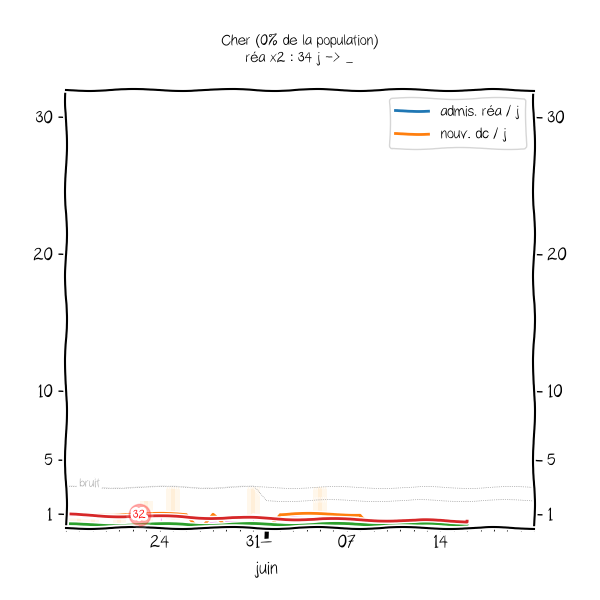 Cher (0% de la population)
réa x2 : 34 j -> _
admis. réa / j
nouv. dc / j
30
30
20
20
10
10
5
5
bruit
32
1
1
24
31
07
14
juin